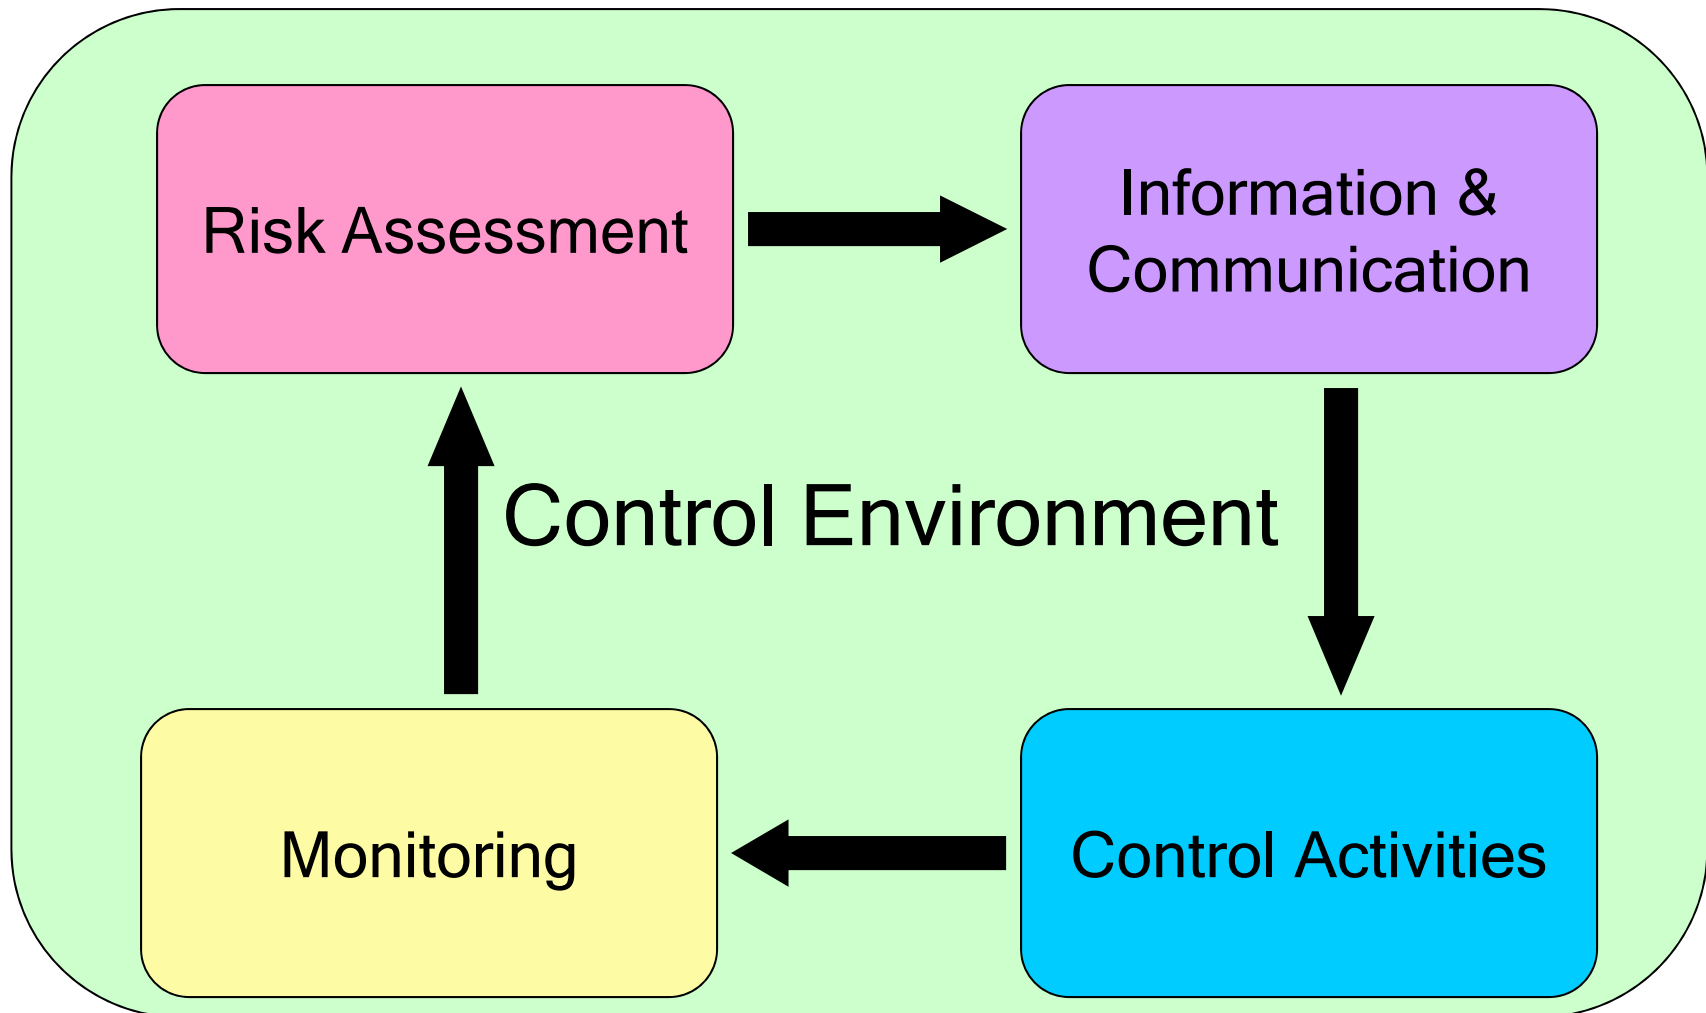 Risk Assessment
Information &
Communication
Control Environment
Monitoring
Control Activities